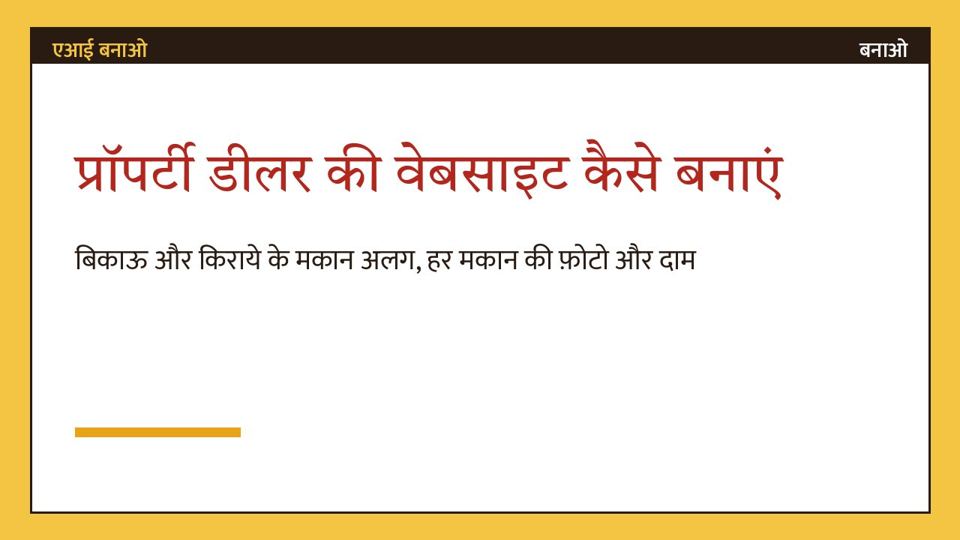 एआई बनाओ
बनाओ
प्रॉपर्टी डीलर की वेबसाइट कैसे बनाएं
बिकाऊ और किराये के मकान अलग, हर मकान की फ़ोटो और दाम